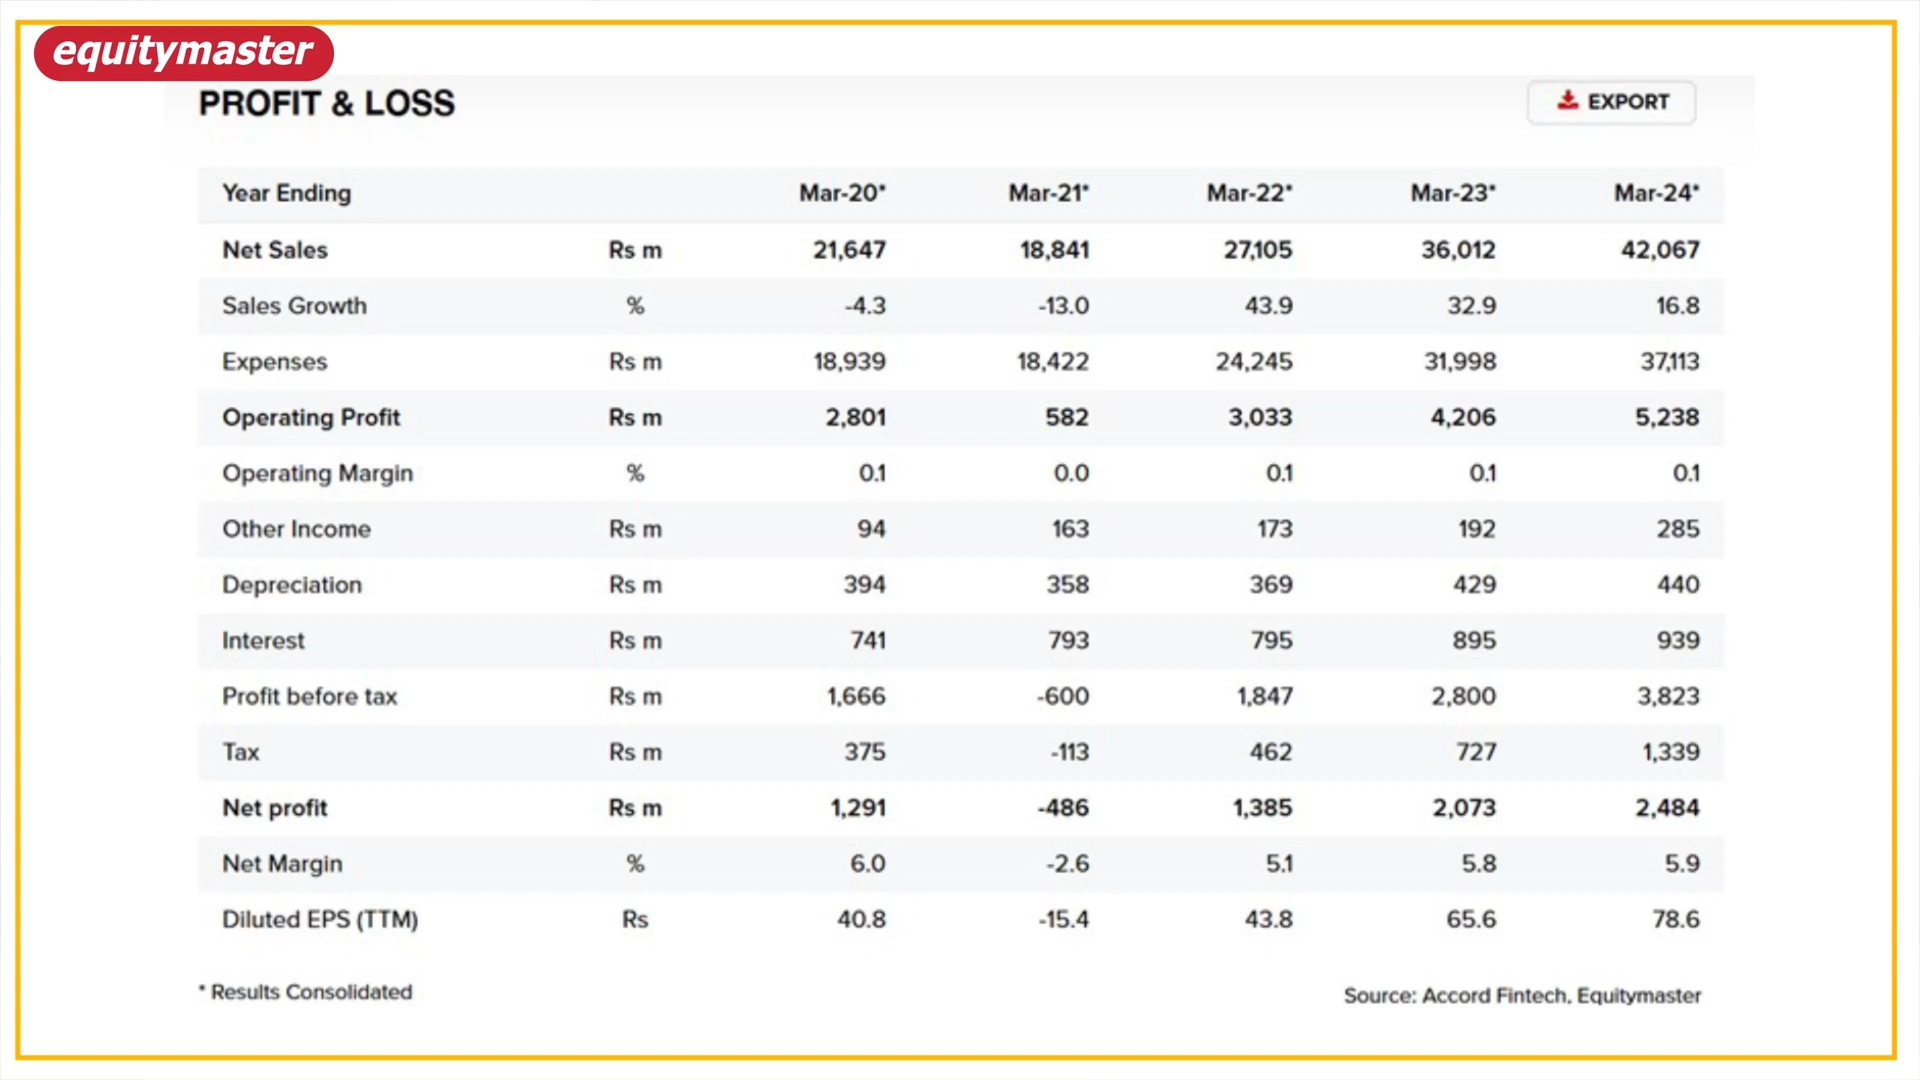 equitymaster
PROFIT & LOSS
EXPORT
Year Ending Mar-20* Mar-21* Mar-22* Mar-23* Mar-24*
Net Sales Rs m 21,647 18,841 27,105 36,012 42,067
Sales Growth % -4.3 -13.0 43.9 32.9 16.8
Expenses Rs m 18,939 18,422 24,245 31,998 37,113
Operating Profit Rs m 2,801 582 3,033 4,206 5,238
Operating Margin % 0.1 0.0 0.1 0.1 0.1
Other Income Rs m 94 163 173 192 285
Depreciation Rs m 394 358 369 429 440
Interest Rs m 741 793 795 895 939
Profit before tax Rs m 1,666 -600 1,847 2,800 3,823
Tax Rs m 375 -113 462 727 1,339
Net profit Rs m 1,291 -486 1,385 2,073 2,484
Net Margin % 6.0 -2.6 5.1 5.8 5.9
Diluted EPS (TTM) Rs 40.8 -15.4 43.8 65.6 78.6
* Results Consolidated
Source: Accord Fintech, Equitymaster